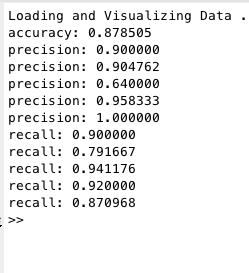 Loading and Visualizing Data .
accuracy: 0.878505
precision: 0.900000
precision: 0.904762
precision: 0.640000
precision: 0.958333
precision: 1.000000
recall: 0.900000
recall: 0.791667
recall: 0.941176
recall: 0.920000
recall: 0.870968
>>